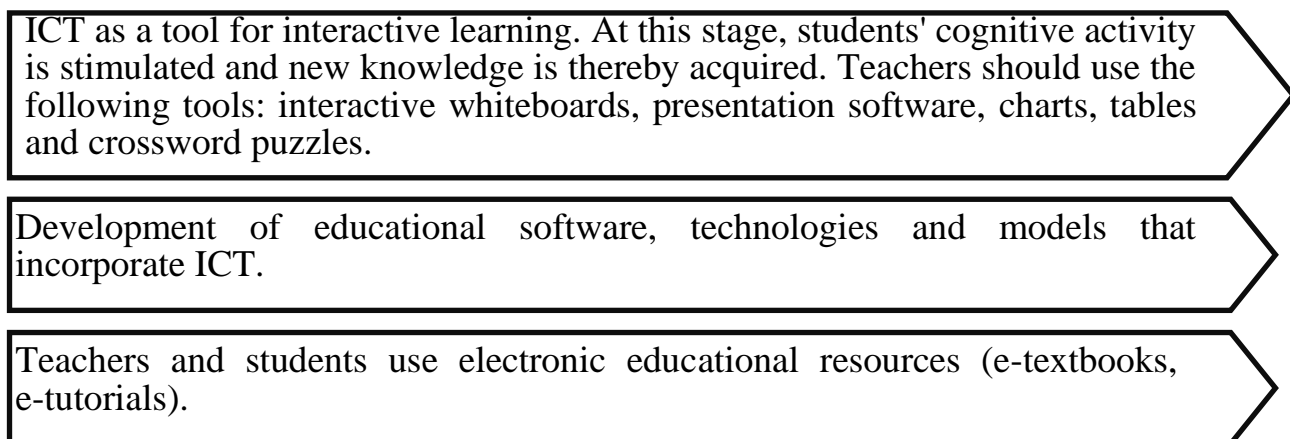 ICT as a tool for interactive learning. At this stage, students' cognitive activity
is stimulated and new knowledge is thereby acquired. Teachers should use the
following tools: interactive whiteboards, presentation software, charts, tables
and crossword puzzles.
Development of educational software, technologies and models that
incorporate ICT.
Teachers and students use electronic educational resources (e-textbooks,
e-tutorials).